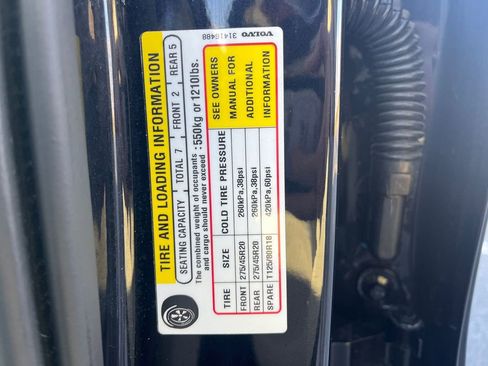 TIRE AND LOADING INFORMATION
SEATING CAPACITY TOTAL 7 FRONT 2 REAR 5
The combined weight of occupants
and cargo should never exceed : 550kg or 1210lbs.
TIRE SIZE COLD TIRE PRESSURE
FRONT 275/45R20 260kPa,38psi
REAR 275/45R20 260kPa,38psi
SPARE T125/80R18 420kPa,60psi
SEE OWNERS
MANUAL FOR
ADDITIONAL
INFORMATION
VOLVO 31416488